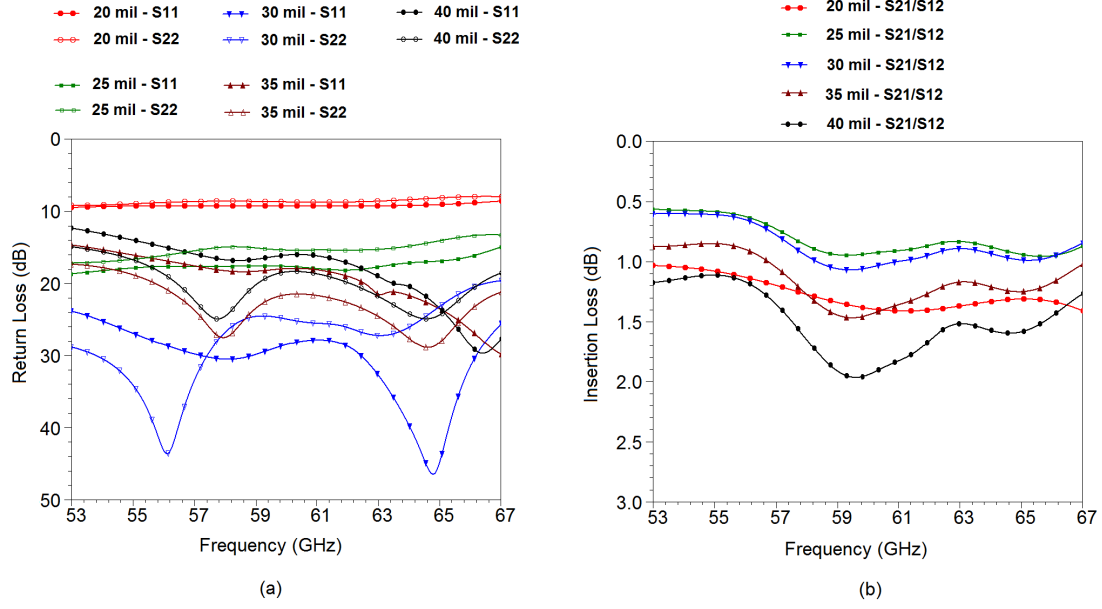 20 mil - S11
30 mil - S11
40 mil - S11
20 mil - S22
30 mil - S22
40 mil - S22
25 mil - S11
35 mil - S11
25 mil - S22
35 mil - S22
0
10
20
30
40
50
Return Loss (dB)
53
55
57
59
61
63
65
67
Frequency (GHz)
(a)
20 mil - S21/S12
25 mil - S21/S12
30 mil - S21/S12
35 mil - S21/S12
40 mil - S21/S12
0.0
0.5
1.0
1.5
2.0
2.5
3.0
Insertion Loss (dB)
53
55
57
59
61
63
65
67
Frequency (GHz)
(b)